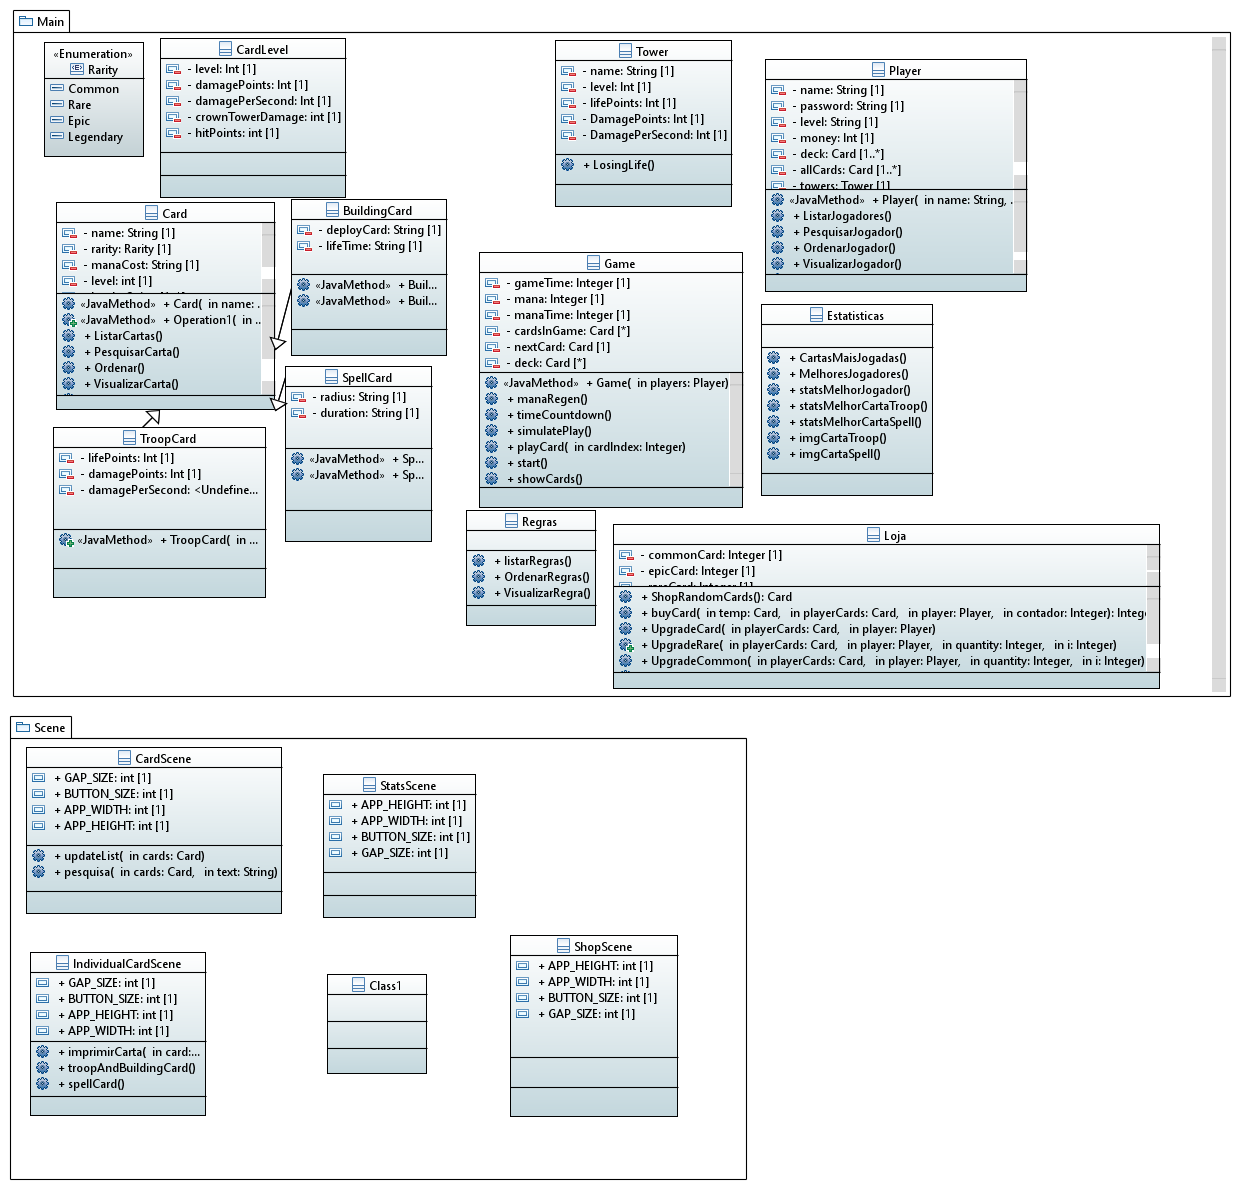 Main
«Enumeration»
Rarity
Common
Rare
Epic
Legendary
CardLevel
- level: Int [1]
- damagePoints: Int [1]
- damagePerSecond: Int [1]
- crownTowerDamage: int [1]
- hitPoints: int [1]
Tower
- name: String [1]
- level: Int [1]
- lifePoints: Int [1]
- DamagePoints: Int [1]
- DamagePerSecond: Int [1]
+ LosingLife()
Player
- name: String [1]
- password: String [1]
- level: String [1]
- money: Int [1]
- deck: Card [1..*]
- allCards: Card [1..*]
- towers: Tower [1]
«JavaMethod» + Player( in name: String, .
+ ListarJogadores()
+ PesquisarJogador()
+ OrdenarJogador()
+ VisualizarJogador()
Card
- name: String [1]
- rarity: Rarity [1]
- manaCost: String [1]
- level: int [1]
«JavaMethod» + Card( in name: .
«JavaMethod» + Operation1( in ..
+ ListarCartas()
+ PesquisarCarta()
+ Ordenar()
+ VisualizarCarta()
BuildingCard
- deployCard: String [1]
- lifeTime: String [1]
«JavaMethod» + Buil...
«JavaMethod» + Buil...
Game
- gameTime: Integer [1]
- mana: Integer [1]
- manaTime: Integer [1]
- cardsInGame: Card [*]
- nextCard: Card [1]
- deck: Card [*]
«JavaMethod» + Game( in players: Player)
+ manaRegen()
+ timeCountdown()
+ simulatePlay()
+ playCard( in cardIndex: Integer)
+ start()
+ showCards()
Estatisticas
+ CartasMaisJogadas()
+ MelhoresJogadores()
+ statsMelhorJogador()
+ statsMelhorCartaTroop()
+ statsMelhorCartaSpell()
+ imgCartaTroop()
+ imgCartaSpell()
SpellCard
- radius: String [1]
- duration: String [1]
«JavaMethod» + Sp...
«JavaMethod» + Sp...
TroopCard
- lifePoints: Int [1]
- damagePoints: Int [1]
- damagePerSecond: <Undefine...
«JavaMethod» + TroopCard( in ...
Regras
+ listarRegras()
+ OrdenarRegras()
+ VisualizarRegra()
Loja
- commonCard: Integer [1]
- epicCard: Integer [1]
- rareCard: Integer [1]
+ ShopRandomCards(): Card
+ buyCard( in temp: Card, in playerCards: Card, in player: Player, in contador: Integer): Intege
+ UpgradeCard( in playerCards: Card, in player: Player)
+ UpgradeRare( in playerCards: Card, in player: Player, in quantity: Integer, in i: Integer)
+ UpgradeCommon( in playerCards: Card, in player: Player, in quantity: Integer, in i: Integer)
Scene
CardScene
+ GAP_SIZE: int [1]
+ BUTTON_SIZE: int [1]
+ APP_WIDTH: int [1]
+ APP_HEIGHT: int [1]
+ updateList( in cards: Card)
+ pesquisa( in cards: Card, in text: String)
StatsScene
+ APP_HEIGHT: int [1]
+ APP_WIDTH: int [1]
+ BUTTON_SIZE: int [1]
+ GAP_SIZE: int [1]
IndividualCardScene
+ GAP_SIZE: int [1]
+ BUTTON_SIZE: int [1]
+ APP_HEIGHT: int [1]
+ APP_WIDTH: int [1]
+ imprimirCarta( in card:...
+ troopAndBuildingCard()
+ spellCard()
Class1
ShopScene
+ APP_HEIGHT: int [1]
+ APP_WIDTH: int [1]
+ BUTTON_SIZE: int [1]
+ GAP_SIZE: int [1]